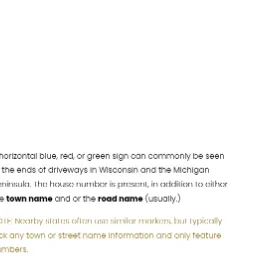 horizontal blue, red, or green sign can commonly be seen
the ends of driveways in Wisconsin and the Michigan
eninsula. The house number is present, in addition to either
e town name and or the road name (usually.)
OTE: Nearby states often use similar markers, but typically
ck any town or street name information and only feature
umbers.